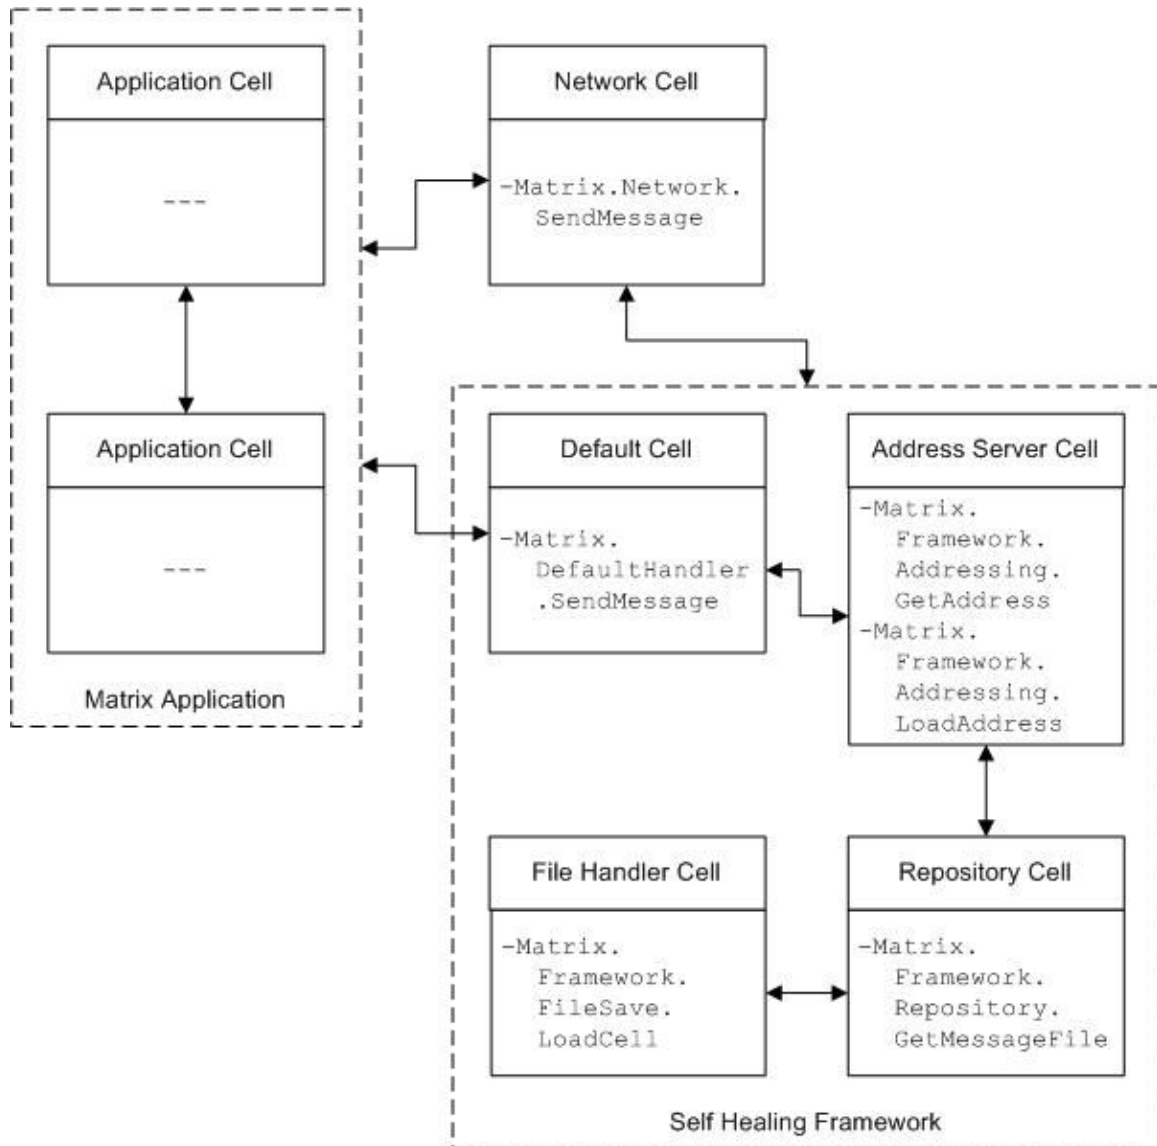 Application Cell
---
Application Cell
---
Matrix Application
Network Cell
-Matrix.Network.
SendMessage
Default Cell
-Matrix.
DefaultHandler
.SendMessage
Address Server Cell
-Matrix.
Framework.
Addressing.
GetAddress
-Matrix.
Framework.
Addressing.
LoadAddress
File Handler Cell
-Matrix.
Framework.
FileSave.
LoadCell
Repository Cell
-Matrix.
Framework.
Repository.
GetMessageFile
Self Healing Framework